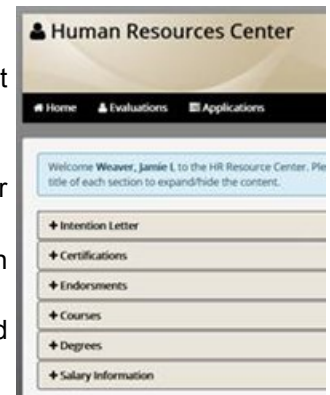 Human Resources Center
t
Home Evaluations Applications
Welcome Weaver, Jamie L to the HR Resource Center. Ple
r
title of each section to expand/hide the content.
+ Intention Letter
n
+ Certifications
+ Endorsments
+ Courses
d
+ Degrees
+ Salary Information